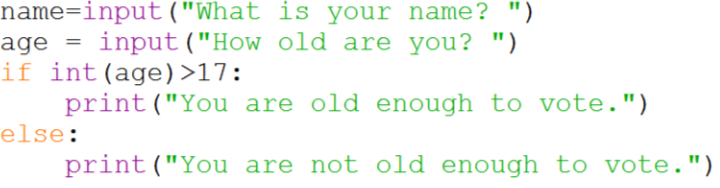 name=input("What is your name? ")
age = input("How old are you? ")
if int(age)>17:
    print("You are old enough to vote.")
else:
    print("You are not old enough to vote.")